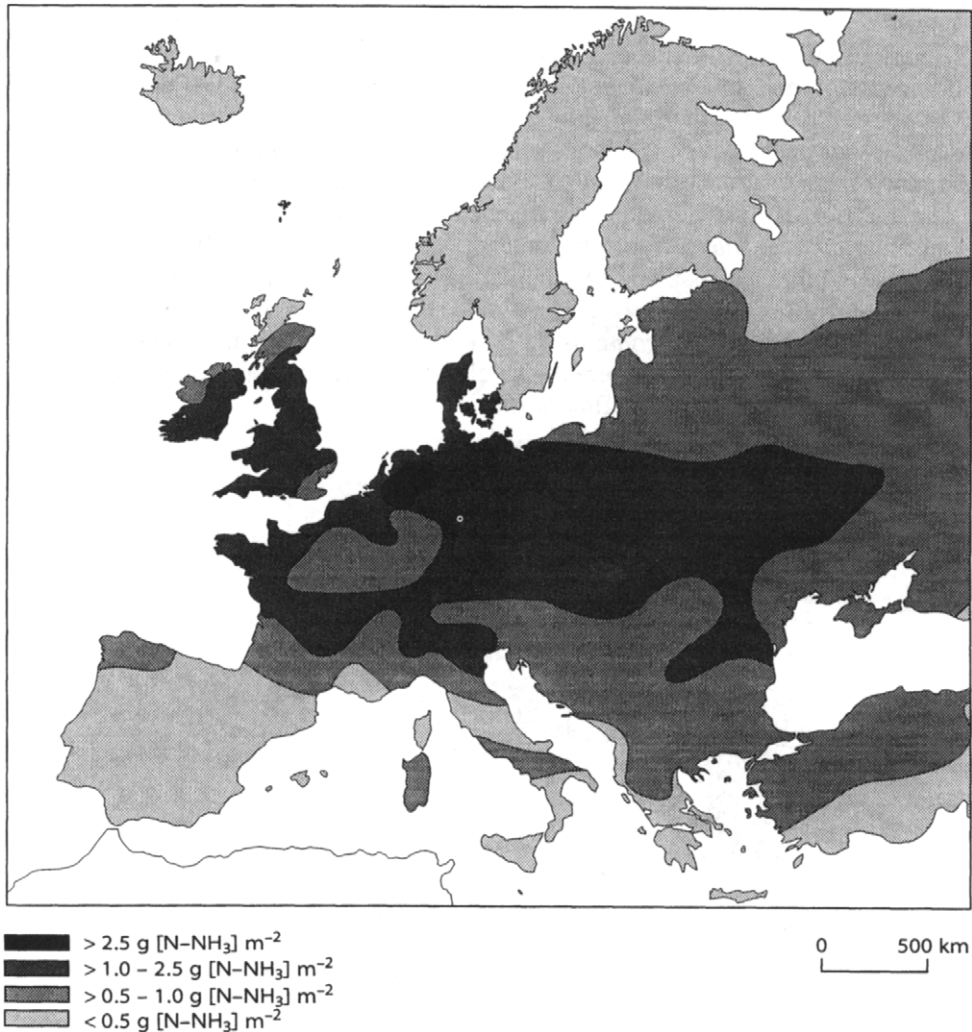 > 2.5 g [N–NH₃] m⁻²
> 1.0 – 2.5 g [N–NH₃] m⁻²
> 0.5 – 1.0 g [N–NH₃] m⁻²
< 0.5 g [N–NH₃] m⁻²
0 500 km